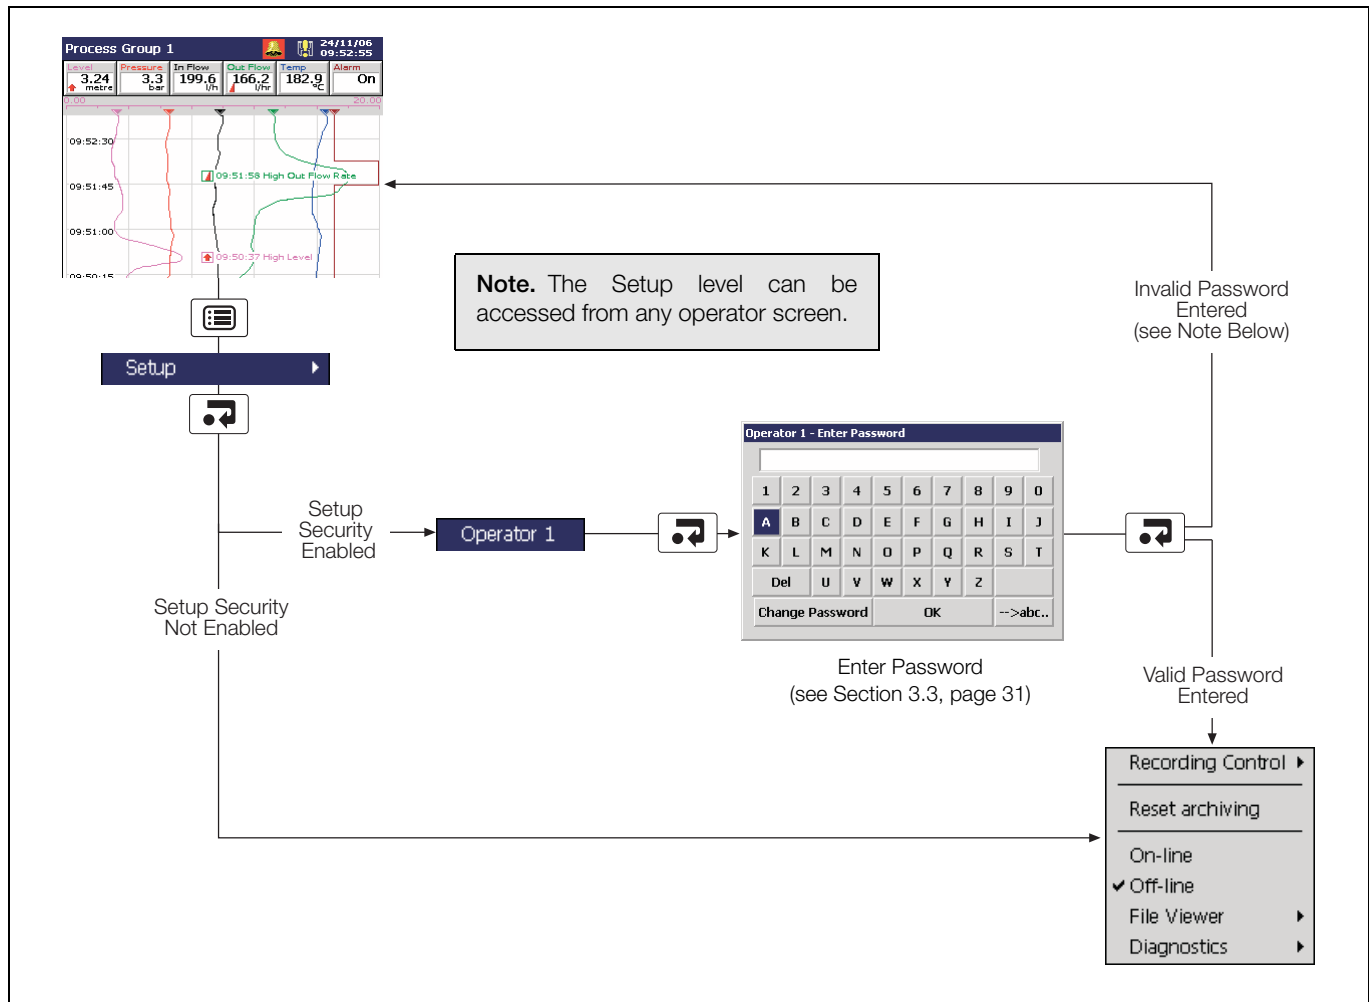 Process Group 1
24/11/06
09:52:55
Level
3.24
metre
Pressure
3.3
bar
In Flow
199.6
l/h
Out Flow
166.2
l/hr
Temp
182.9
°C
Alarm
On
0.00
20.00
09:52:30
09:51:58 High Out Flow Rate
09:51:45
09:51:00
09:50:37 High Level
09:50:15
Setup
Note. The Setup level can be
accessed from any operator screen.
Invalid Password
Entered
(see Note Below)
Setup
Security
Enabled
Operator 1
Operator 1 - Enter Password
1 2 3 4 5 6 7 8 9 0
A B C D E F G H I J
K L M N O P Q R S T
Del U V W X Y Z
Change Password OK -->abc..
Enter Password
(see Section 3.3, page 31)
Setup Security
Not Enabled
Valid Password
Entered
Recording Control
Reset archiving
On-line
Off-line
File Viewer
Diagnostics